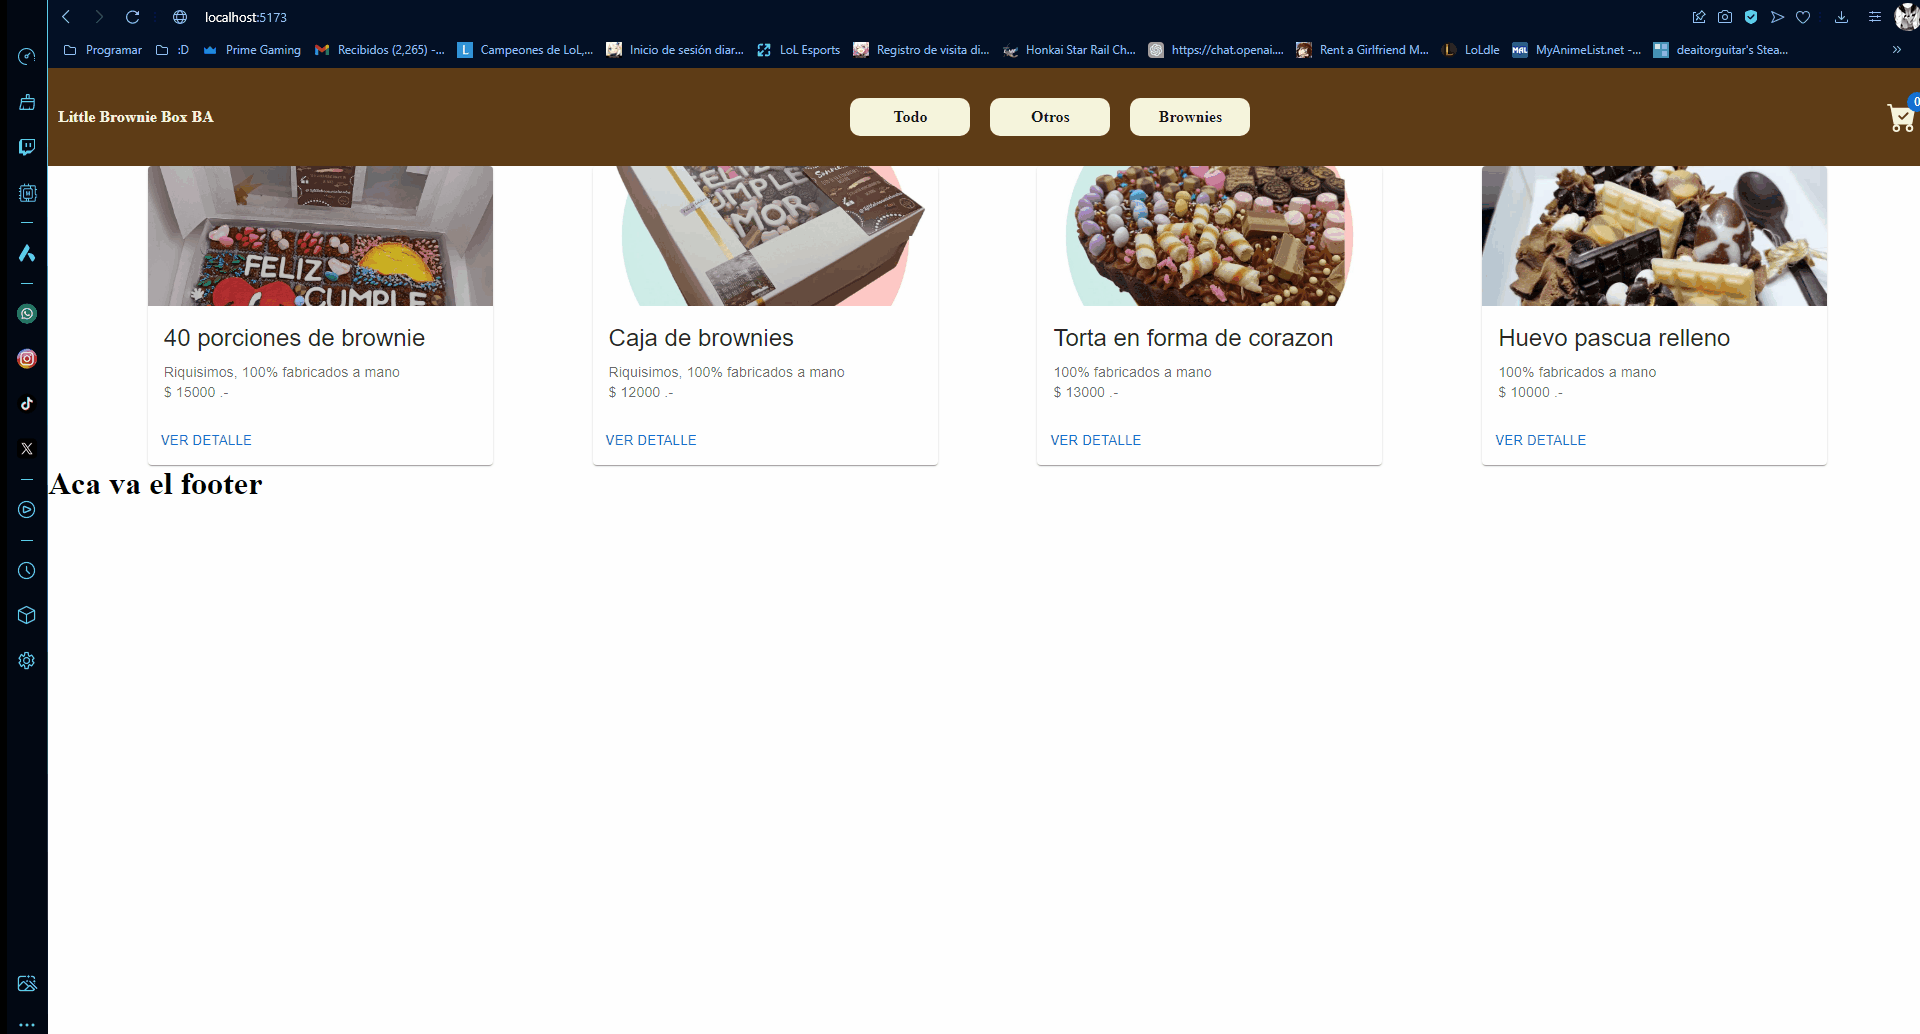 localhost:5173
Programar
:D
Prime Gaming
Recibidos (2,265) -...
L
Campeones de LoL,...
Inicio de sesión diar...
LoL Esports
Registro de visita di...
Honkai Star Rail Ch...
https://chat.openai....
Rent a Girlfriend M...
L
LoLdle
MAL
MyAnimeList.net -...
deaitorguitar's Stea...
»
Little Brownie Box BA
Todo
Otros
Brownies
0
FELIZ
CUMPLE
FELIZ
CUMPLE
AMOR
40 porciones de brownie
Riquisimos, 100% fabricados a mano
$ 15000 .-
VER DETALLE
Caja de brownies
Riquisimos, 100% fabricados a mano
$ 12000 .-
VER DETALLE
Torta en forma de corazon
100% fabricados a mano
$ 13000 .-
VER DETALLE
Huevo pascua relleno
100% fabricados a mano
$ 10000 .-
VER DETALLE
Aca va el footer